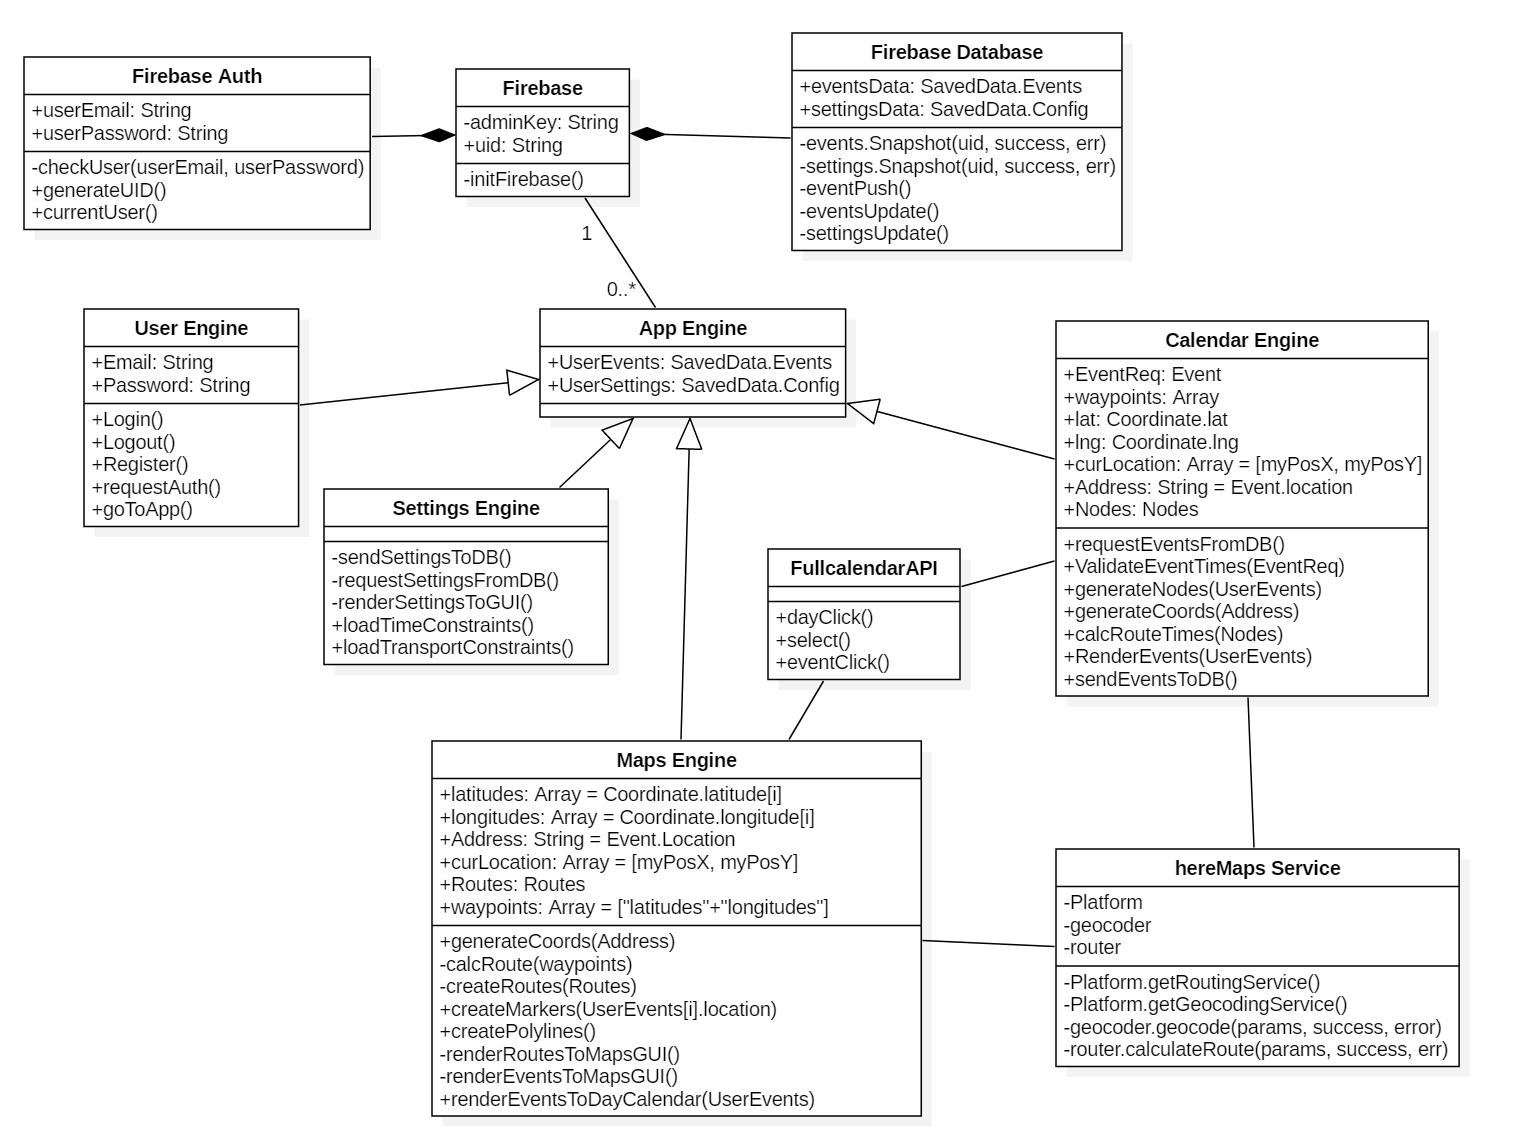 Firebase Auth
+userEmail: String
+userPassword: String
-checkUser(userEmail, userPassword)
+generateUID()
+currentUser()
Firebase
-adminKey: String
+uid: String
-initFirebase()
Firebase Database
+eventsData: SavedData.Events
+settingsData: SavedData.Config
-events.Snapshot(uid, success, err)
-settings.Snapshot(uid, success, err)
-eventPush()
-eventsUpdate()
-settingsUpdate()
1
0..*
User Engine
+Email: String
+Password: String
+Login()
+Logout()
+Register()
+requestAuth()
+goToApp()
App Engine
+UserEvents: SavedData.Events
+UserSettings: SavedData.Config
Calendar Engine
+EventReq: Event
+waypoints: Array
+lat: Coordinate.lat
+lng: Coordinate.lng
+curLocation: Array = [myPosX, myPosY]
+Address: String = Event.location
+Nodes: Nodes
+requestEventsFromDB()
+ValidateEventTimes(EventReq)
+generateNodes(UserEvents)
+generateCoords(Address)
+calcRouteTimes(Nodes)
+RenderEvents(UserEvents)
+sendEventsToDB()
Settings Engine
-sendSettingsToDB()
-requestSettingsFromDB()
-renderSettingsToGUI()
+loadTimeConstraints()
+loadTransportConstraints()
FullcalendarAPI
+dayClick()
+select()
+eventClick()
Maps Engine
+latitudes: Array = Coordinate.latitude[i]
+longitudes: Array = Coordinate.longitude[i]
+Address: String = Event.Location
+curLocation: Array = [myPosX, myPosY]
+Routes: Routes
+waypoints: Array = ["latitudes"+"longitudes"]
+generateCoords(Address)
-calcRoute(waypoints)
-createRoutes(Routes)
+createMarkers(UserEvents[i].location)
+createPolylines()
-renderRoutesToMapsGUI()
-renderEventsToMapsGUI()
+renderEventsToDayCalendar(UserEvents)
hereMaps Service
-Platform
-geocoder
-router
-Platform.getRoutingService()
-Platform.getGeocodingService()
-geocoder.geocode(params, success, error)
-router.calculateRoute(params, success, err)